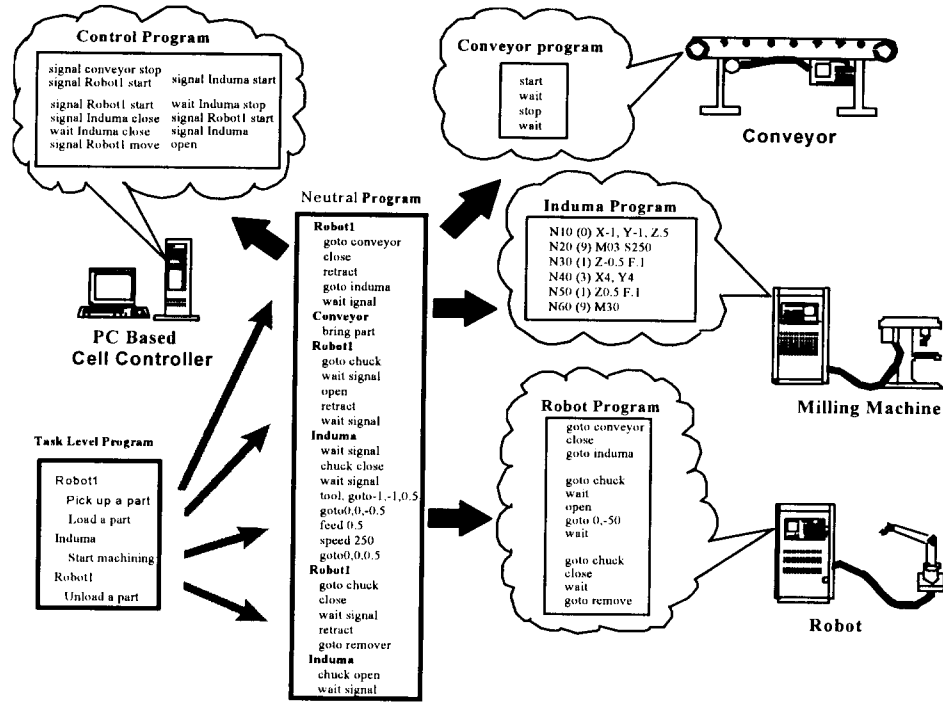 Control Program
signal conveyor stop
signal Robot1 start
signal Induma start
signal Robot1 start
signal Induma close
wait Induma close
signal Robot1 move
wait Induma stop
signal Robot1 start
signal Induma
open
PC Based
Cell Controller
Task Level Program
Robot1
Pick up a part
Load a part
Induma
Start machining
Robot1
Unload a part
Neutral Program
Robot1
goto conveyor
close
retract
goto induma
wait ignal
Conveyor
bring part
Robot1
goto chuck
wait signal
open
retract
wait signal
Induma
wait signal
chuck close
wait signal
tool, goto-1,-1,0.5
goto0,0,-0.5
feed 0.5
speed 250
goto0,0,0.5
Robot1
goto chuck
close
wait signal
retract
goto remover
Induma
chuck open
wait signal
Conveyor program
start
wait
stop
wait
Conveyor
Induma Program
N10 (0) X-1, Y-1, Z.5
N20 (9) M03 S250
N30 (1) Z-0.5 F.1
N40 (3) X4, Y4
N50 (1) Z0.5 F.1
N60 (9) M30
Milling Machine
Robot Program
goto conveyor
close
goto induma
goto chuck
wait
open
goto 0,-50
wait
goto chuck
close
wait
goto remove
Robot